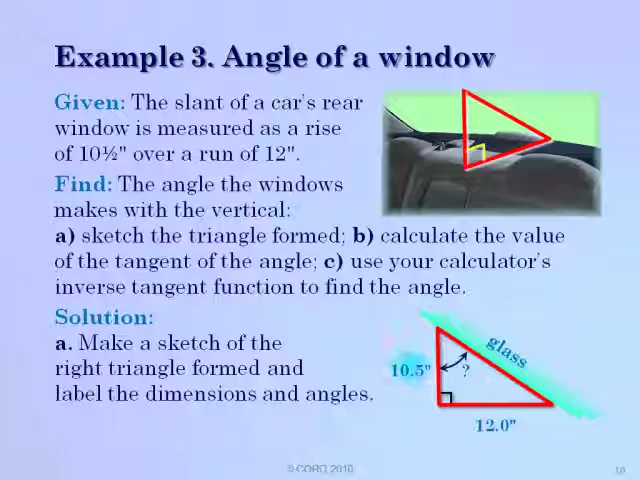 Example 3. Angle of a window
Given: The slant of a car's rear
window is measured as a rise
of 10½" over a run of 12".
Find: The angle the windows
makes with the vertical:
a) sketch the triangle formed; b) calculate the value
of the tangent of the angle; c) use your calculator's
inverse tangent function to find the angle.
Solution:
a. Make a sketch of the
right triangle formed and
label the dimensions and angles.
glass
10.5"
?
12.0"
© CORD 2010